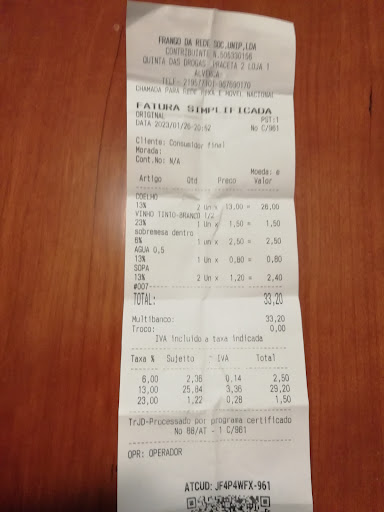 FRANGO DA REDE SOC.UNIP,LDA
CONTRIBUINTE
QUINTA DAS DROGAS PRACETA 2 LOJA 1
ALVERCA
CHAMADA PARA REDE FIXA E MOVEL NACIONAL
FATURA SIMPLIFICADA
ORIGINAL PST:1
DATA 2023/01/26-20:52 No C/961
Cliente: Consumidor final
Morada:
Cont.No: N/A
Moeda: e
Artigo Qtd Preco Valor
COELHO
13% 2 Un x 13,00 = 26,00
VINHO TINTO-BRANCO 1/2
23% 1 Un x 1,50 = 1,50
sobremesa dentro
6% 1 un x 2,50 = 2,50
AGUA 0,5
13% 1 un x 0,80 = 0,80
SOPA
13% 2 Un x 1,20 = 2,40
#007
TOTAL: 33,20
Multibanco: 33,20
Troco: 0,00
IVA incluido a taxa indicada
Taxa % Sujeito IVA Total
6,00 2,36 0,14 2,50
13,00 25,84 3,36 29,20
23,00 1,22 0,28 1,50
TrJD-Processado por programa certificado
No 88/AT - 1 C/961
OPR: OPERADOR
ATCUD: JF4P4WFX-961